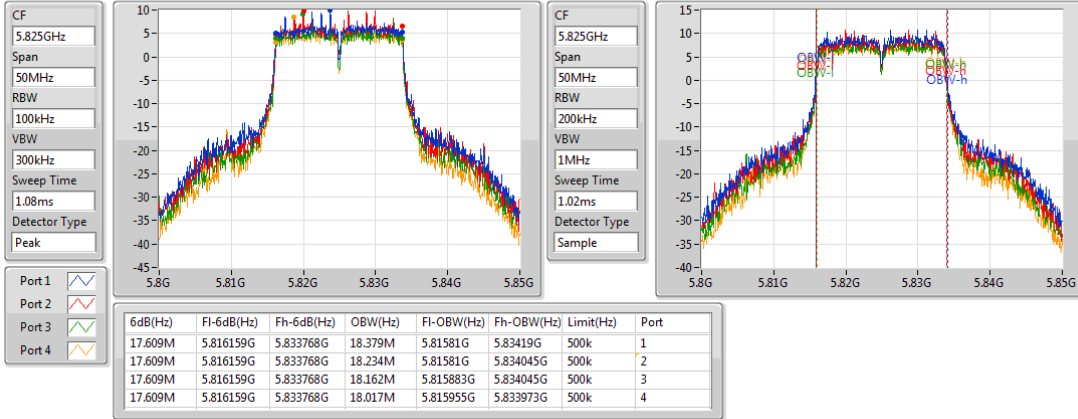 CF
5.825GHz
Span
50MHz
RBW
100kHz
VBW
300kHz
Sweep Time
1.08ms
Detector Type
Peak
Port 1
Port 2
Port 3
Port 4
15
10
5
0
-5
-10
-15
-20
-25
-30
-35
-40
-45
5.8G 5.81G 5.82G 5.83G 5.84G 5.85G
CF
5.825GHz
Span
50MHz
RBW
200kHz
VBW
1MHz
Sweep Time
1.02ms
Detector Type
Sample
15
10
5
0
-5
-10
-15
-20
-25
-30
-35
-40
OBW-l OBW-h
OBW-l OBW-h
OBW-l OBW-h
OBW-h
5.8G 5.81G 5.82G 5.83G 5.84G 5.85G
6dB(Hz) Fl-6dB(Hz) Fh-6dB(Hz) OBW(Hz) Fl-OBW(Hz) Fh-OBW(Hz) Limit(Hz) Port
17.609M 5.816159G 5.833768G 18.379M 5.81581G 5.83419G 500k 1
17.609M 5.816159G 5.833768G 18.234M 5.81581G 5.834045G 500k 2
17.609M 5.816159G 5.833768G 18.162M 5.815883G 5.834045G 500k 3
17.609M 5.816159G 5.833768G 18.017M 5.815955G 5.833973G 500k 4